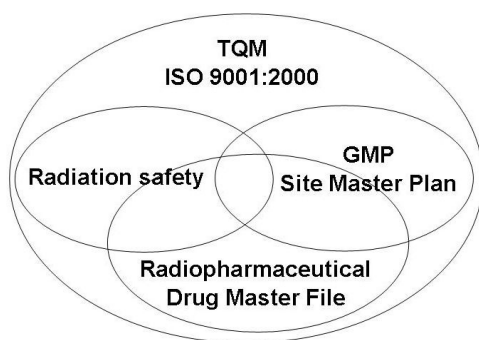 TQM
ISO 9001:2000
Radiation safety
GMP
Site Master Plan
Radiopharmaceutical
Drug Master File